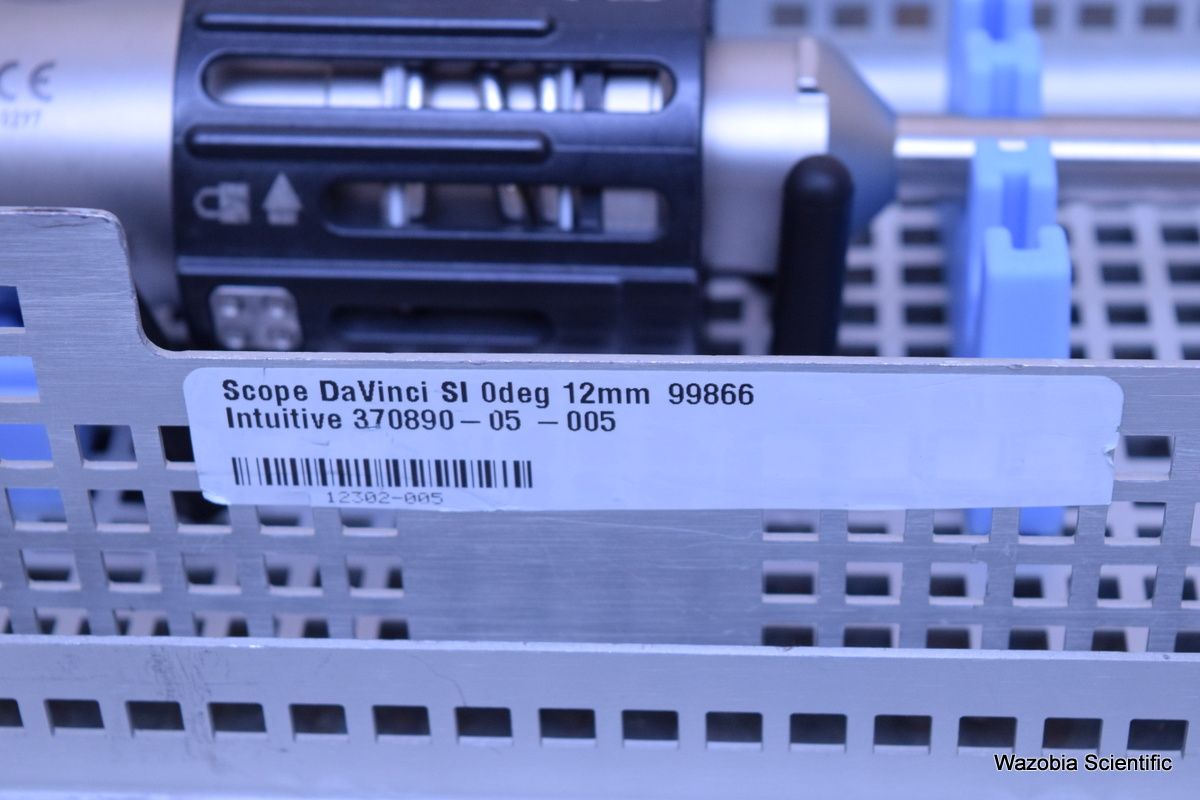 CE
Scope DaVinci SI 0deg 12mm 99866
Intuitive 370890-05 -005
12302-005
Wazobia Scientific